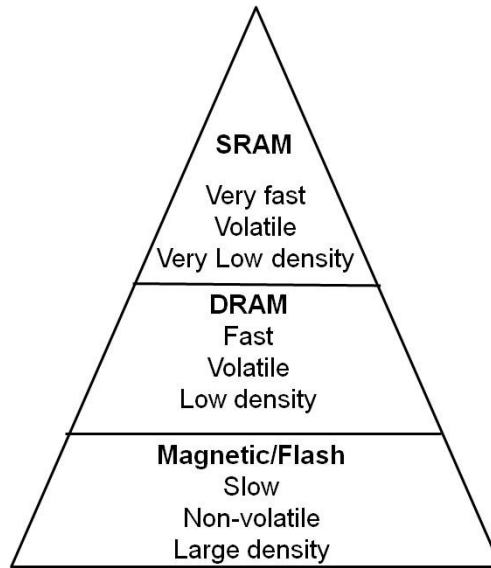 SRAM
Very fast
Volatile
Very Low density
DRAM
Fast
Volatile
Low density
Magnetic/Flash
Slow
Non-volatile
Large density